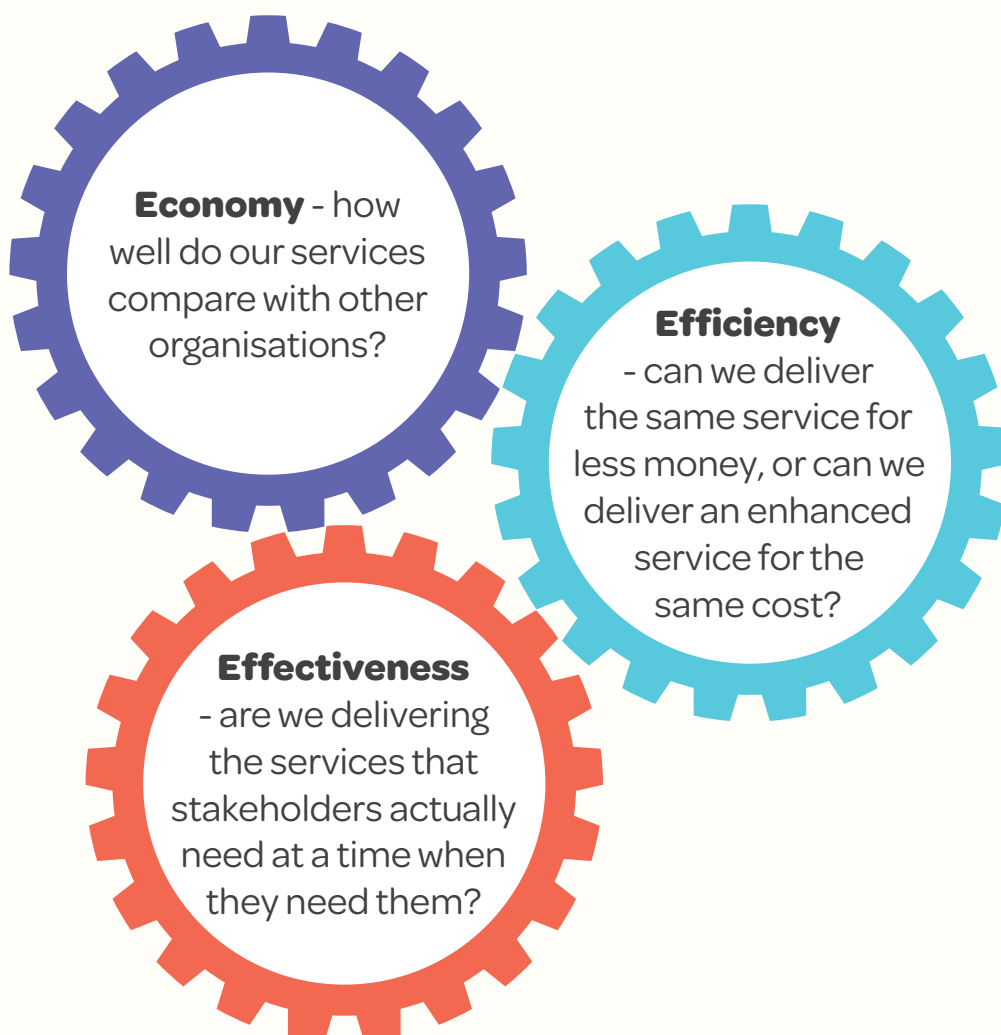 Economy - how
well do our services
compare with other
organisations?
Efficiency
- can we deliver
the same service for
less money, or can we
deliver an enhanced
service for the
same cost?
Effectiveness
- are we delivering
the services that
stakeholders actually
need at a time when
they need them?